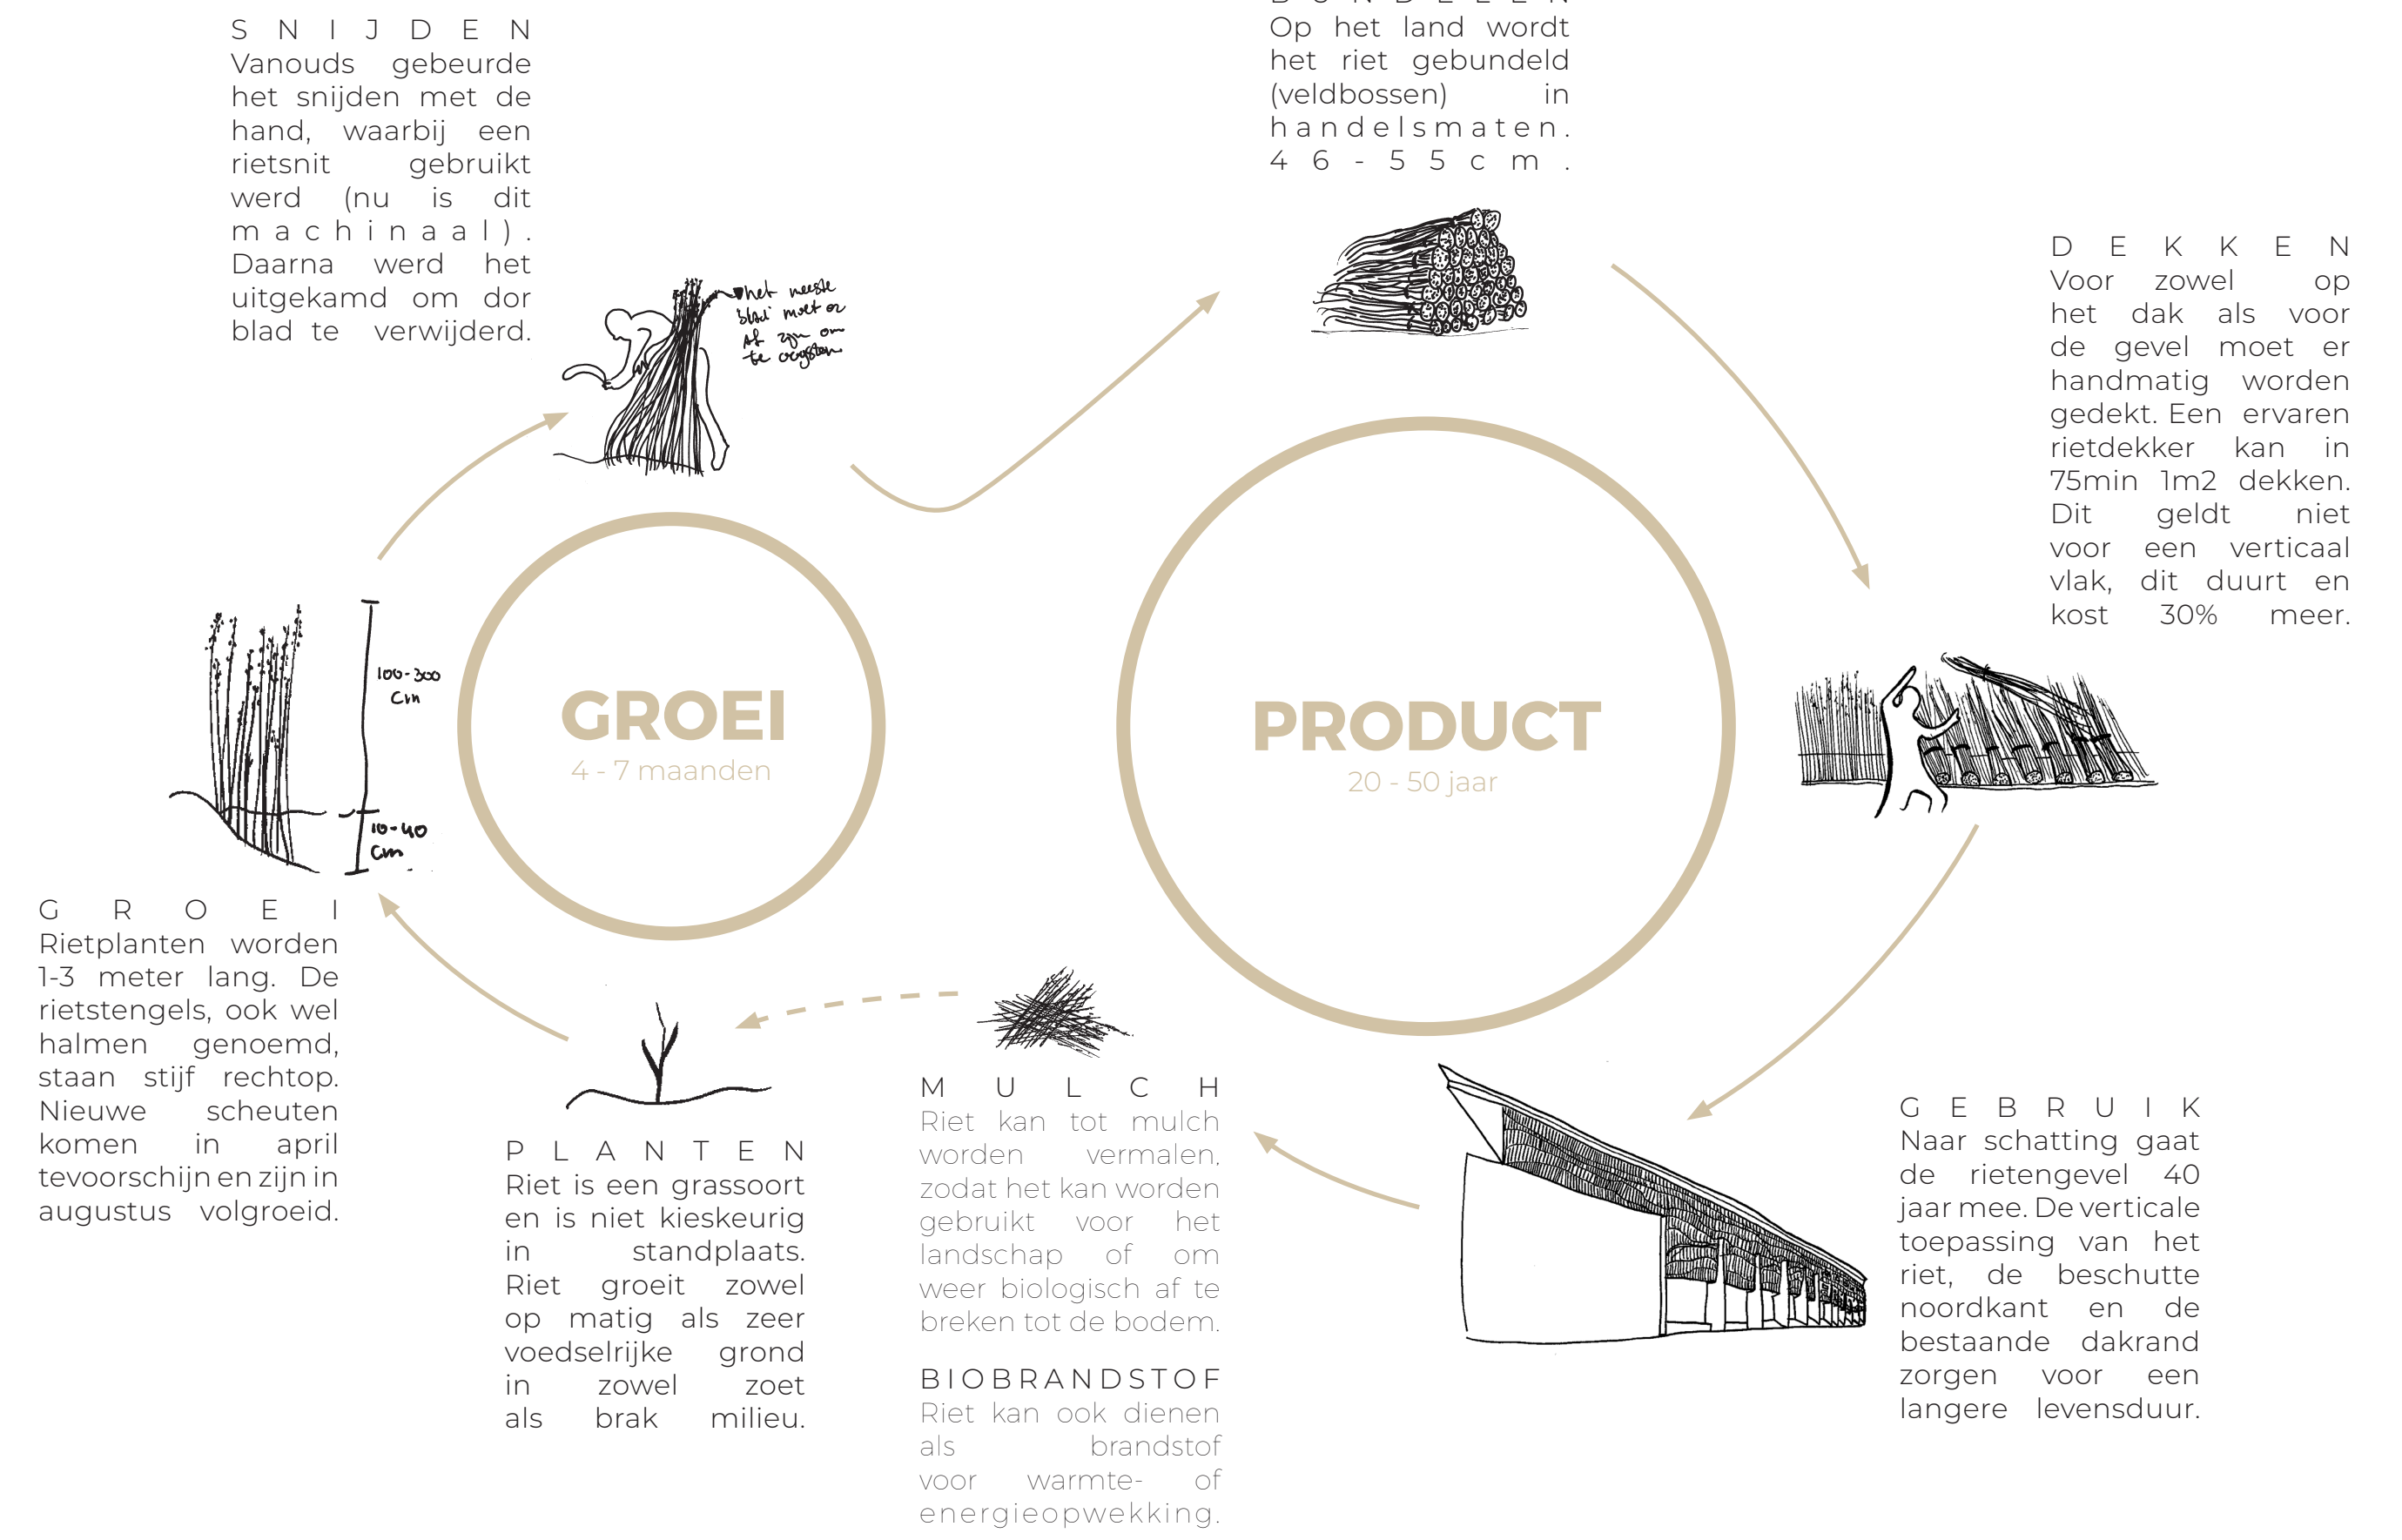 SNIJDEN
Vanouds gebeurde
het snijden met de
hand, waarbij een
rietsnit gebruikt
werd (nu is dit
machinaal).
Daarna werd het
uitgekamd om dor
blad te verwijderd.
het meeste
blad moet er
af zijn om
te oogsten
BUNDELEN
Op het land wordt
het riet gebundeld
(veldbossen) in
handelsmaten.
46-55cm.
DEKKEN
Voor zowel op
het dak als voor
de gevel moet er
handmatig worden
gedekt. Een ervaren
rietdekker kan in
75min 1m2 dekken.
Dit geldt niet
voor een verticaal
vlak, dit duurt en
kost 30% meer.
100-300
cm
10-40
cm
GROEI
4 - 7 maanden
PRODUCT
20 - 50 jaar
GROEI
Rietplanten worden
1-3 meter lang. De
rietstengels, ook wel
halmen genoemd,
staan stijf rechtop.
Nieuwe scheuten
komen in april
tevoorschijn en zijn in
augustus volgroeid.
PLANTEN
Riet is een grassoort
en is niet kieskeurig
in standplaats.
Riet groeit zowel
op matig als zeer
voedselrijke grond
in zowel zoet
als brak milieu.
MULCH
Riet kan tot mulch
worden vermalen,
zodat het kan worden
gebruikt voor het
landschap of om
weer biologisch af te
breken tot de bodem.
BIOBRANDSTOF
Riet kan ook dienen
als brandstof
voor warmte- of
energieopwekking.
GEBRUIK
Naar schatting gaat
de rietengevel 40
jaar mee. De verticale
toepassing van het
riet, de beschutte
noordkant en de
bestaande dakrand
zorgen voor een
langere levensduur.